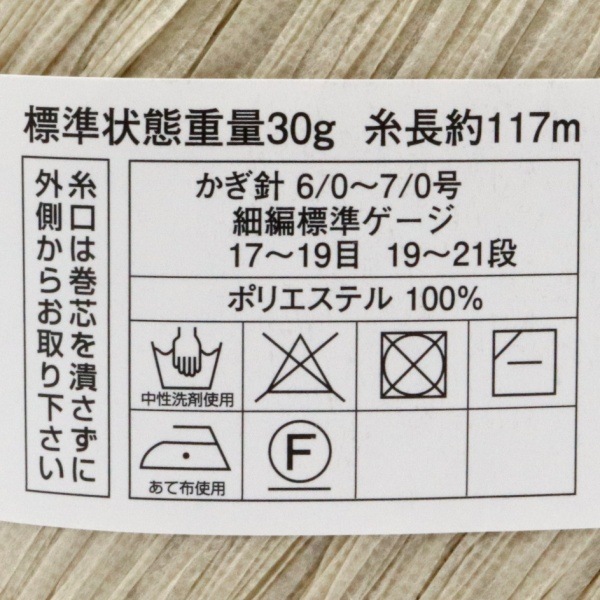 標準状態重量30g 糸長約117m
糸口は巻芯を潰さずに
外側からお取り下さい
かぎ針 6/0～7/0号
細編標準ゲージ
17～19目 19～21段
ポリエステル 100%
中性洗剤使用
あて布使用
F